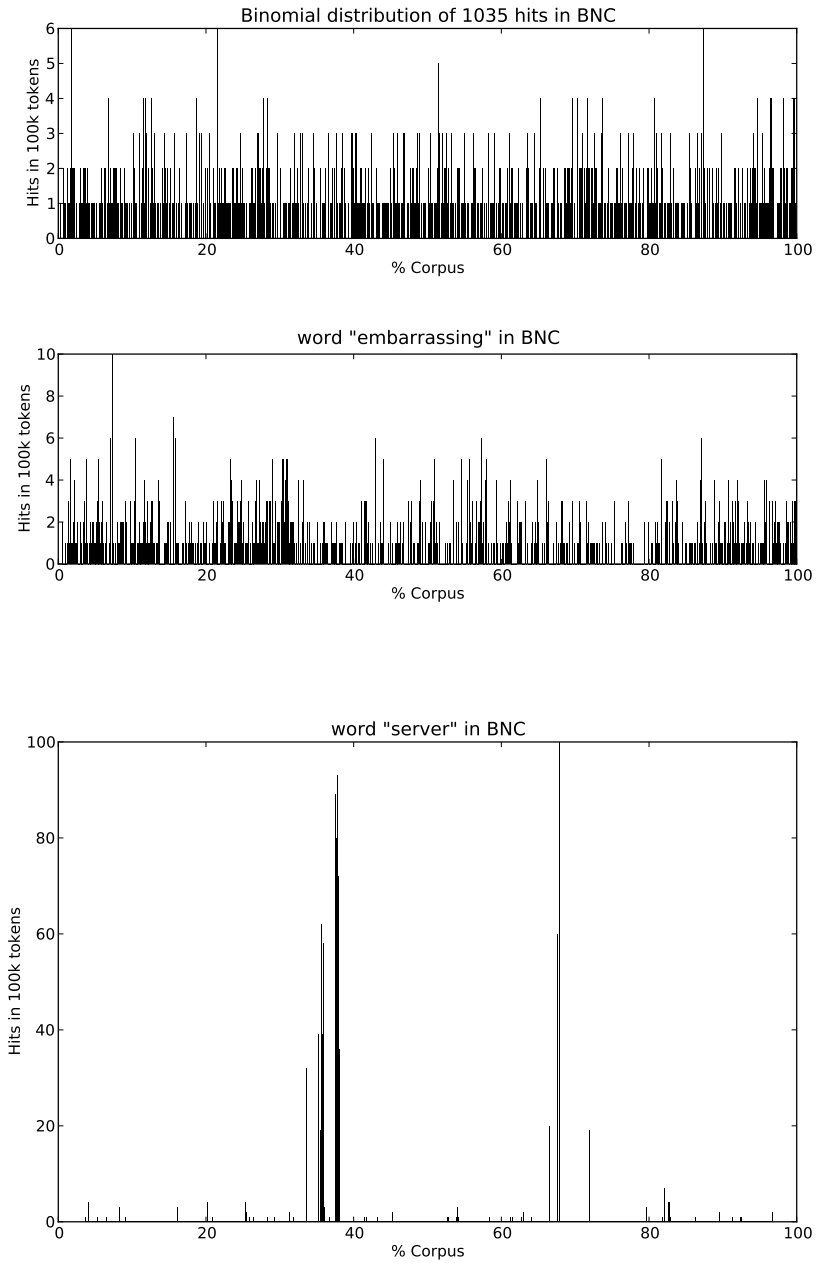 Binomial distribution of 1035 hits in BNC
6
5
4
3
2
1
0
Hits in 100k tokens
0 20 40 60 80 100
% Corpus
word "embarrassing" in BNC
10
8
6
4
2
0
Hits in 100k tokens
0 20 40 60 80 100
% Corpus
word "server" in BNC
100
80
60
40
20
0
Hits in 100k tokens
0 20 40 60 80 100
% Corpus